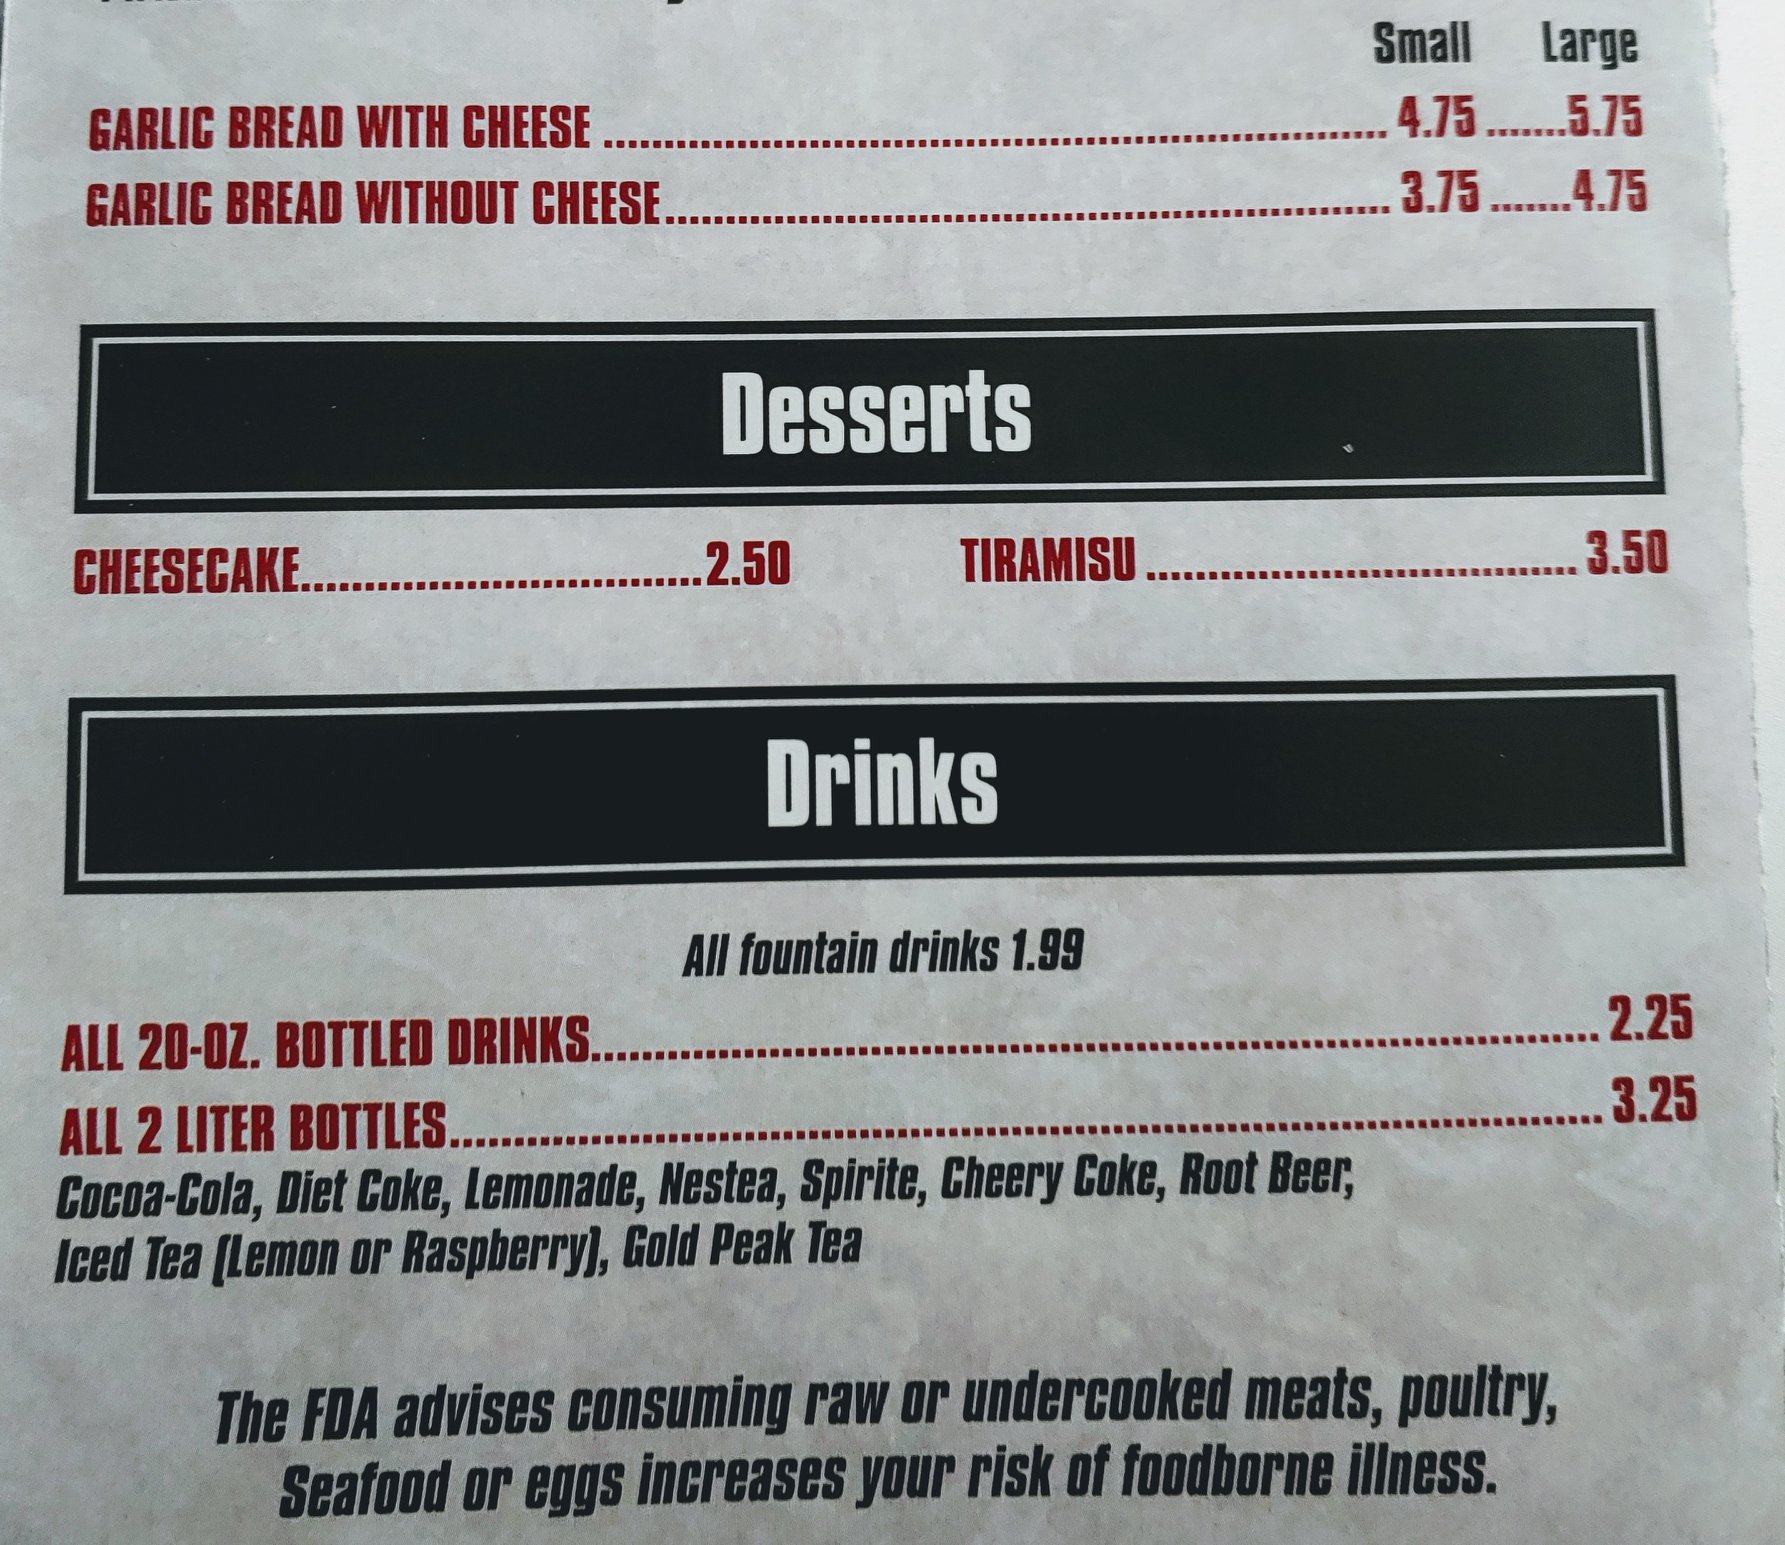 Small Large
GARLIC BREAD WITH CHEESE 4.75 5.75
GARLIC BREAD WITHOUT CHEESE 3.75 4.75
Desserts
CHEESECAKE 2.50 TIRAMISU 3.50
Drinks
All fountain drinks 1.99
ALL 20-OZ. BOTTLED DRINKS 2.25
ALL 2 LITER BOTTLES 3.25
Cocoa-Cola, Diet Coke, Lemonade, Nestea, Spirite, Cheery Coke, Root Beer,
Iced Tea (Lemon or Raspberry), Gold Peak Tea
The FDA advises consuming raw or undercooked meats, poultry,
Seafood or eggs increases your risk of foodborne illness.